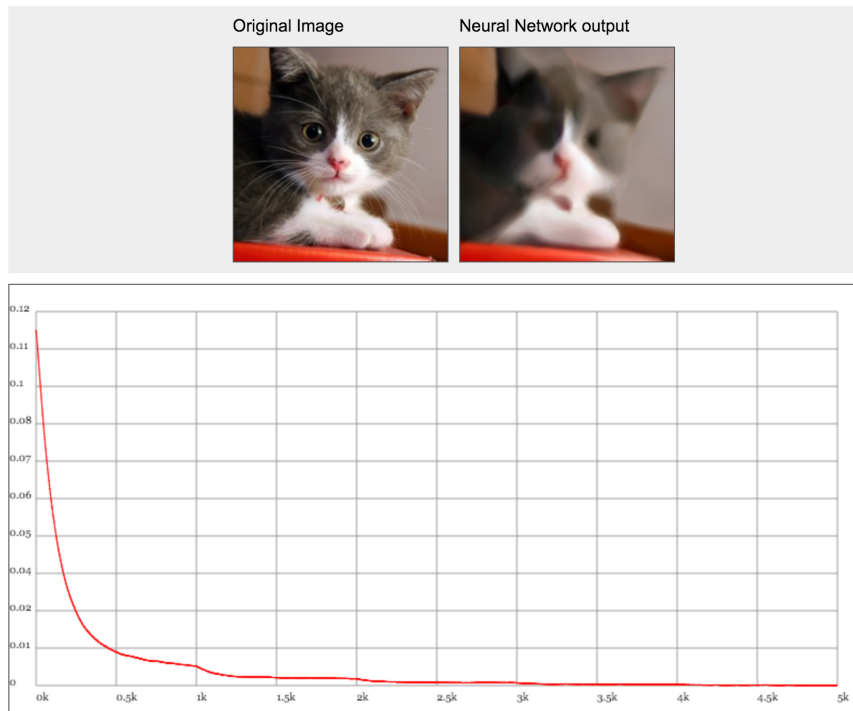 Original Image
Neural Network output
0.12
0.11
0.1
0.08
0.07
0.06
0.05
0.04
0.02
0.01
0
0k
0.5k
1k
1.5k
2k
2.5k
3k
3.5k
4k
4.5k
5k